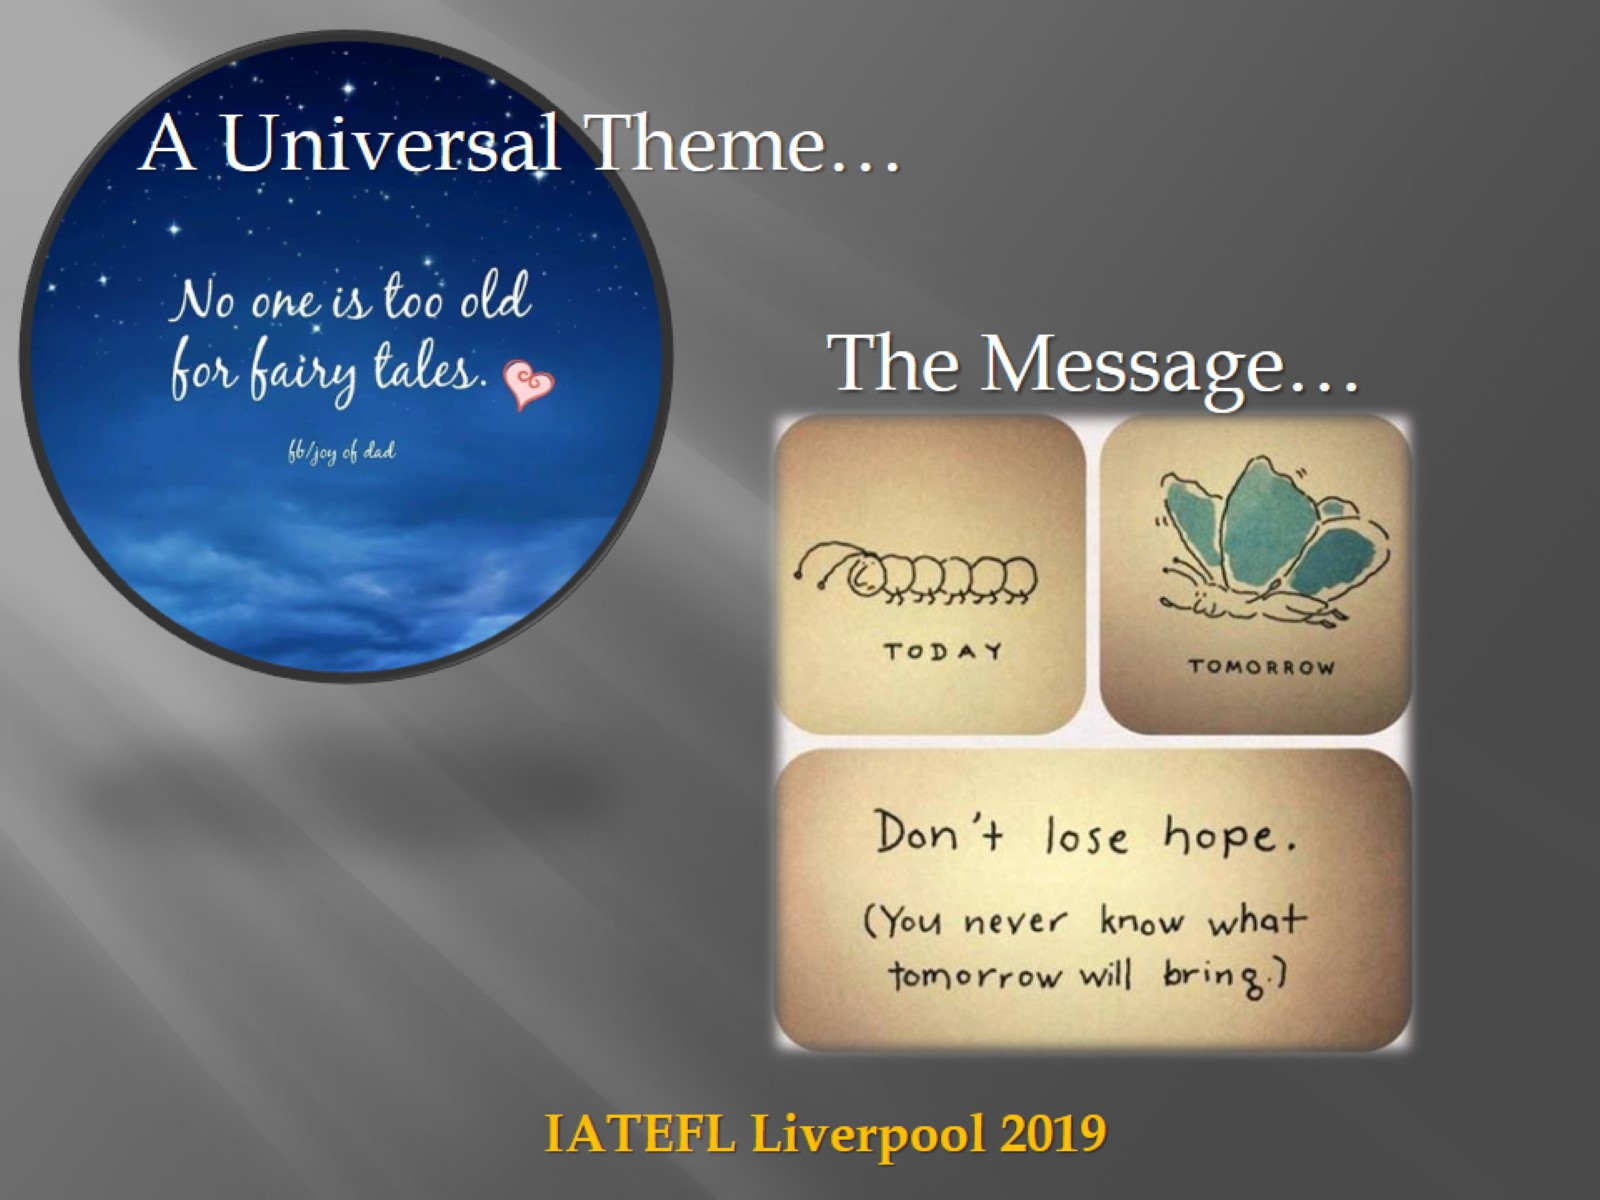 A Universal Theme...
No one is too old
for fairy tales.
fb/joy of dad
The Message...
TODAY
TOMORROW
Don't lose hope.
(You never know what
tomorrow will bring.)
IATEFL Liverpool 2019